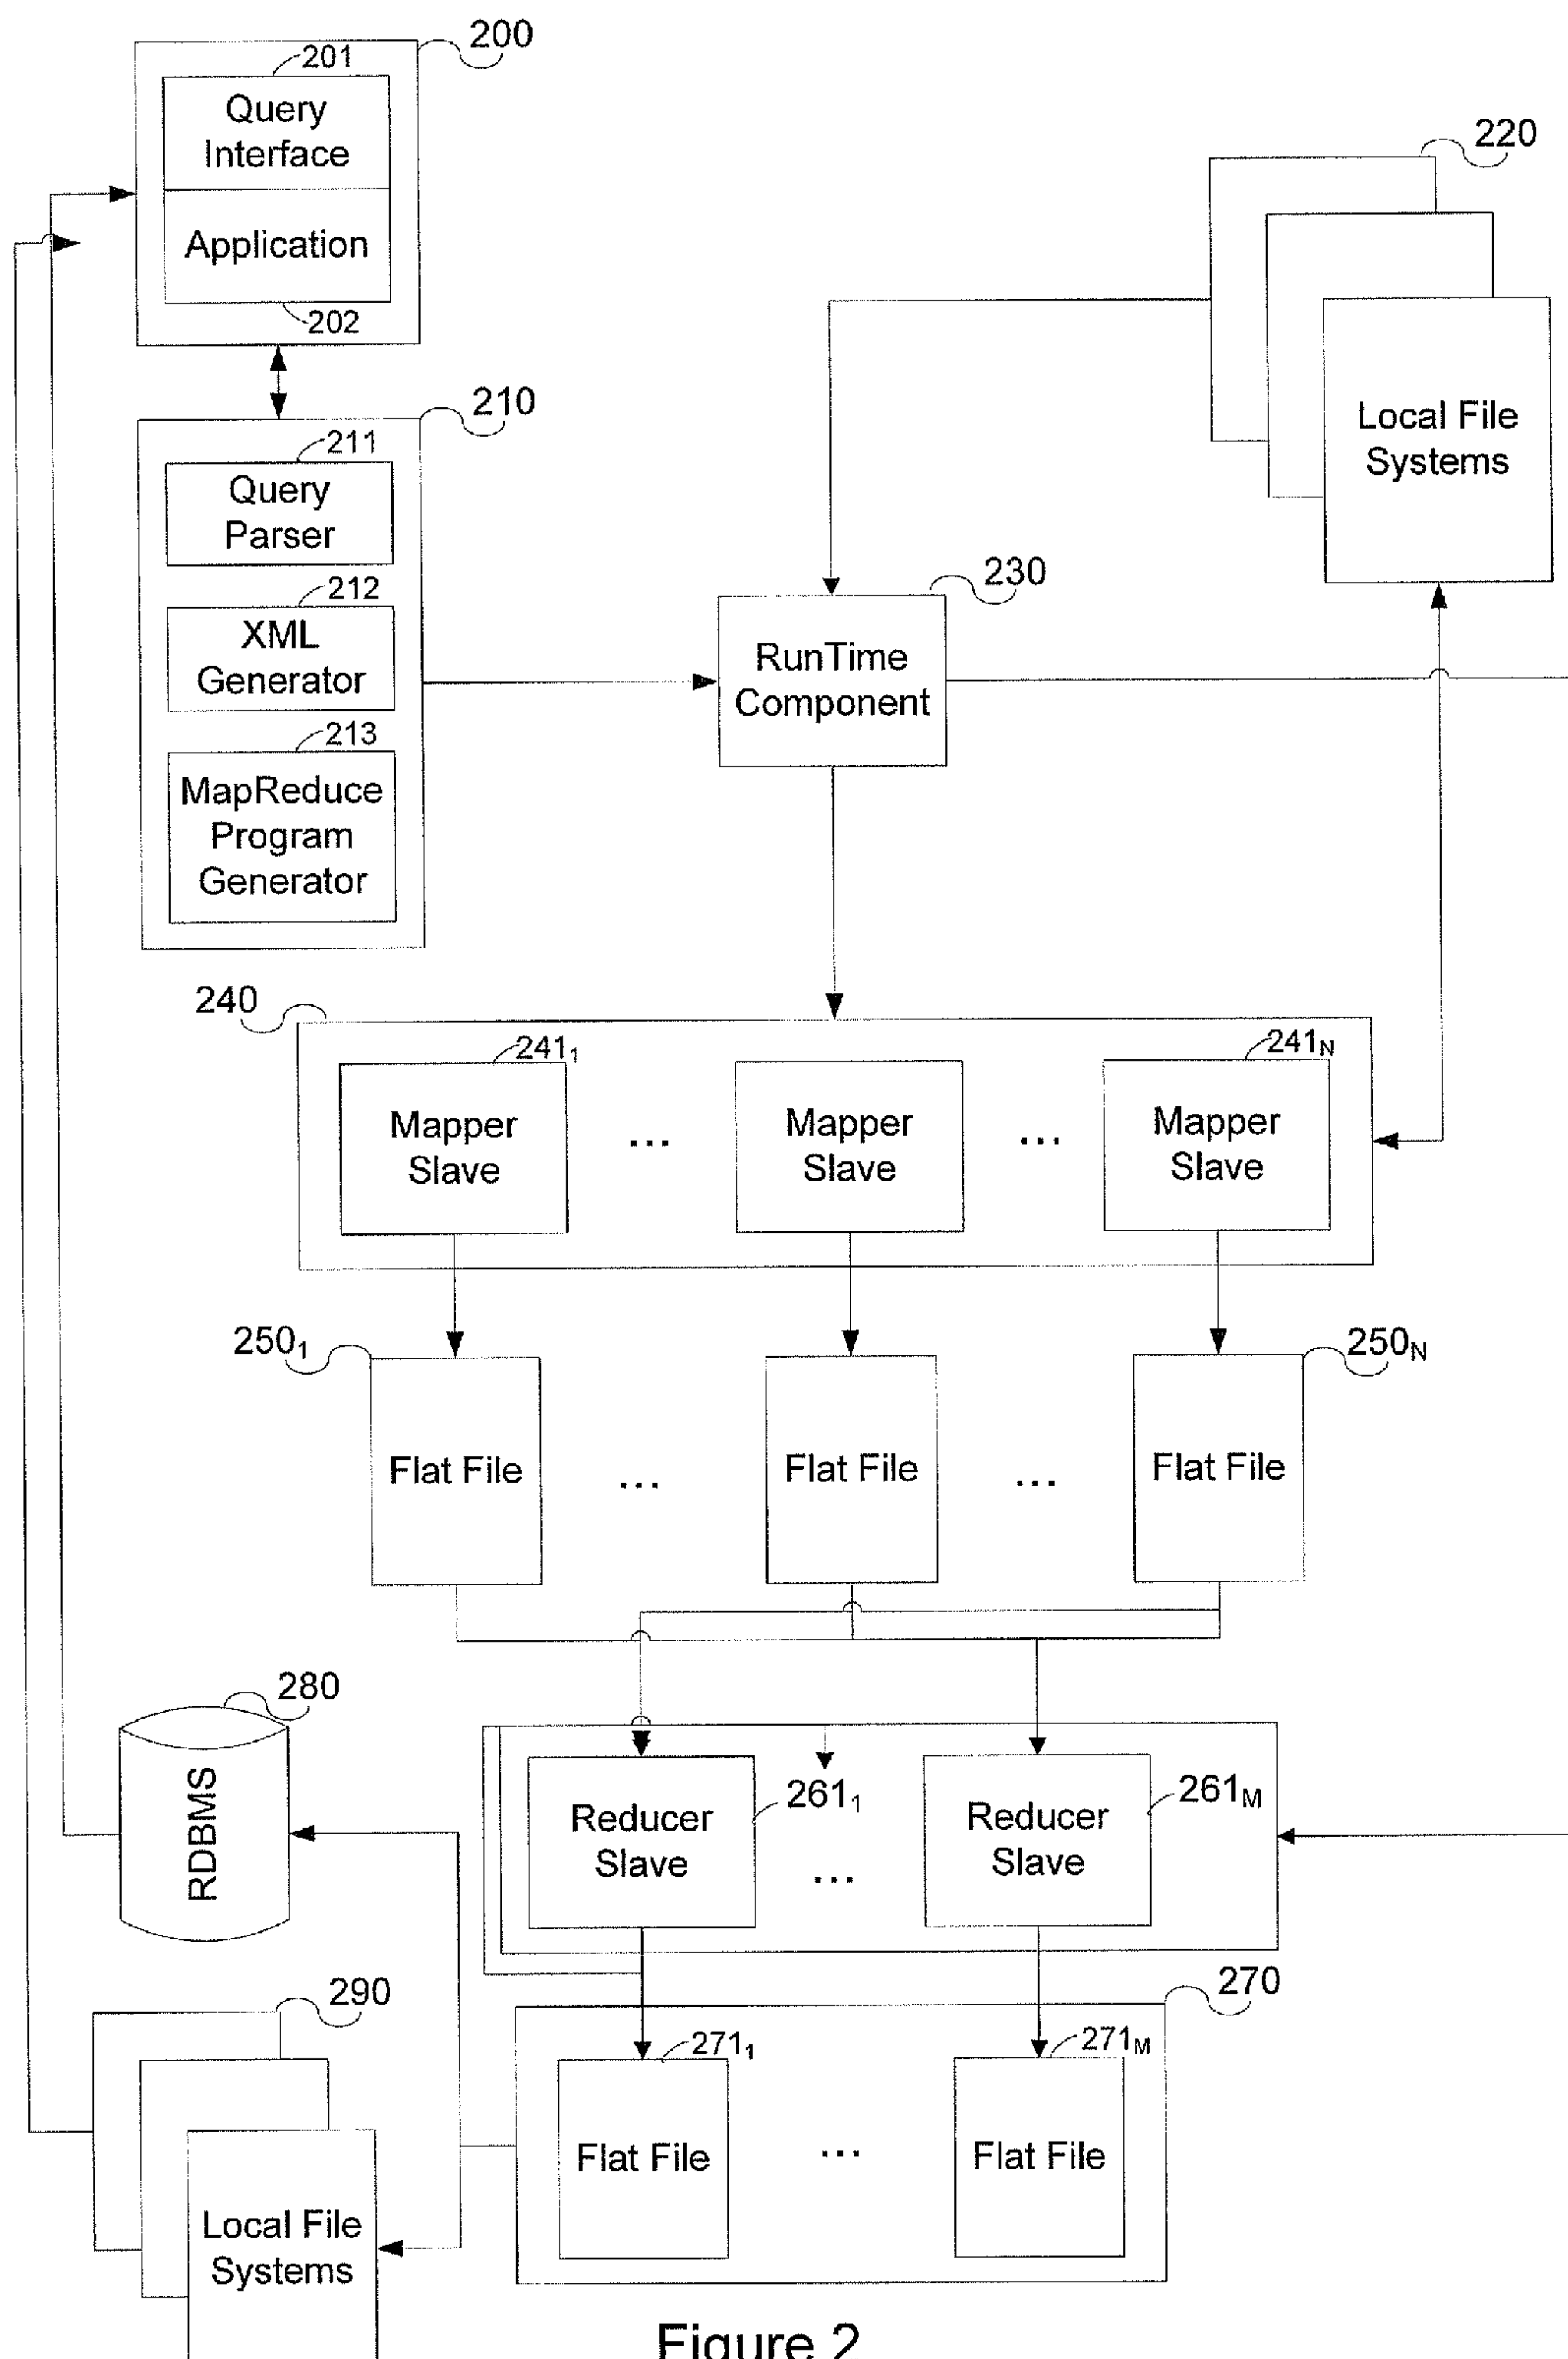 200
201
Query
Interface
Application
202
220
Local File
Systems
210
211
Query
Parser
212
XML
Generator
213
MapReduce
Program
Generator
230
RunTime
Component
240
241₁
Mapper
Slave
...
Mapper
Slave
...
241N
Mapper
Slave
250₁
Flat File
...
Flat File
...
250N
Flat File
280
RDBMS
Reducer
Slave
261₁
...
Reducer
Slave
261M
290
Local File
Systems
270
271₁
Flat File
...
271M
Flat File
Figure 2